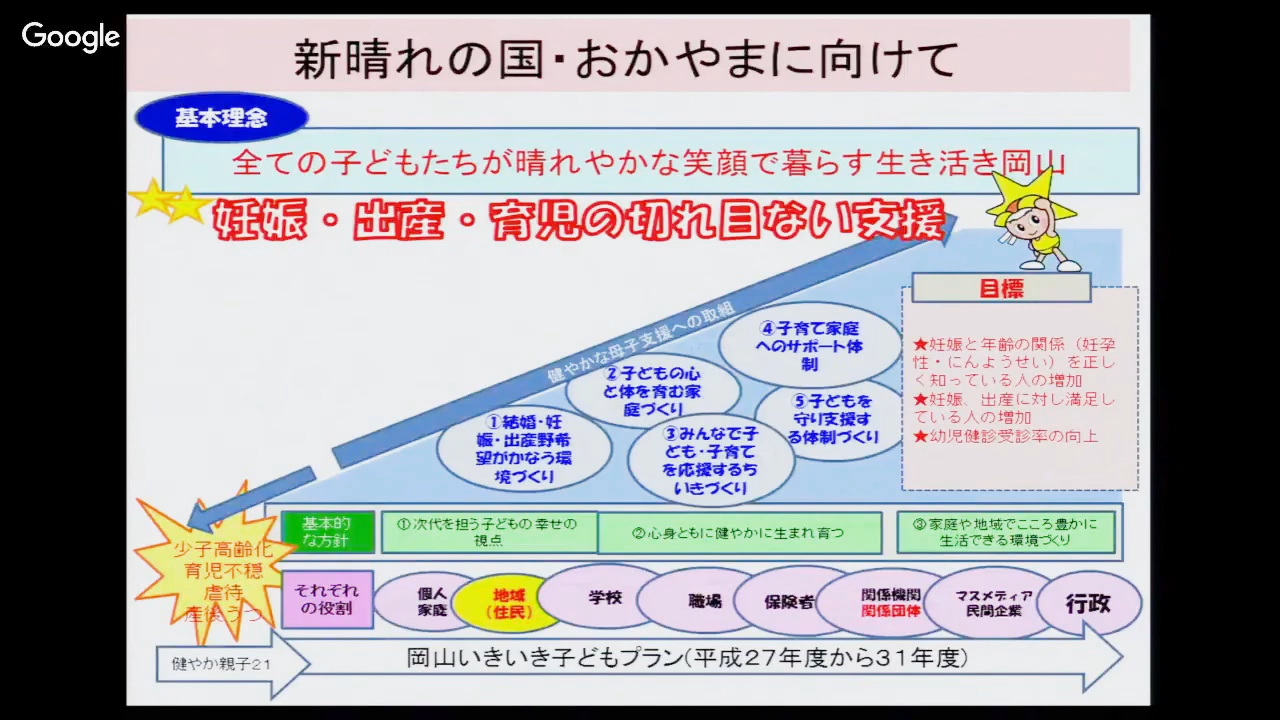 Google
新晴れの国・おかやまに向けて
基本理念
全ての子どもたちが晴れやかな笑顔で暮らす生き活き岡山
妊娠・出産・育児の切れ目ない支援
健やかな母子支援への取組
①結婚・妊
娠・出産野希
望がかなう環
境づくり
②子どもの心
と体を育む家
庭づくり
③みんなで子
ども・子育て
を応援するち
いきづくり
④子育て家庭
へのサポート体
制
⑤子どもを
守り支援す
る体制づくり
目標
★妊娠と年齢の関係（妊孕
性・にんようせい）を正し
く知っている人の増加
★妊娠、出産に対し満足し
ている人の増加
★幼児健診受診率の向上
少子高齢化
育児不穏
虐待
産後うつ
基本的
な方針
①次代を担う子どもの幸せの
視点
②心身ともに健やかに生まれ育つ
③家庭や地域でこころ豊かに
生活できる環境づくり
それぞれ
の役割
個人
家庭
地域
（住民）
学校
職場
保険者
関係機関
関係団体
マスメディア
民間企業
行政
健やか親子21
岡山いきいき子どもプラン(平成27年度から31年度)